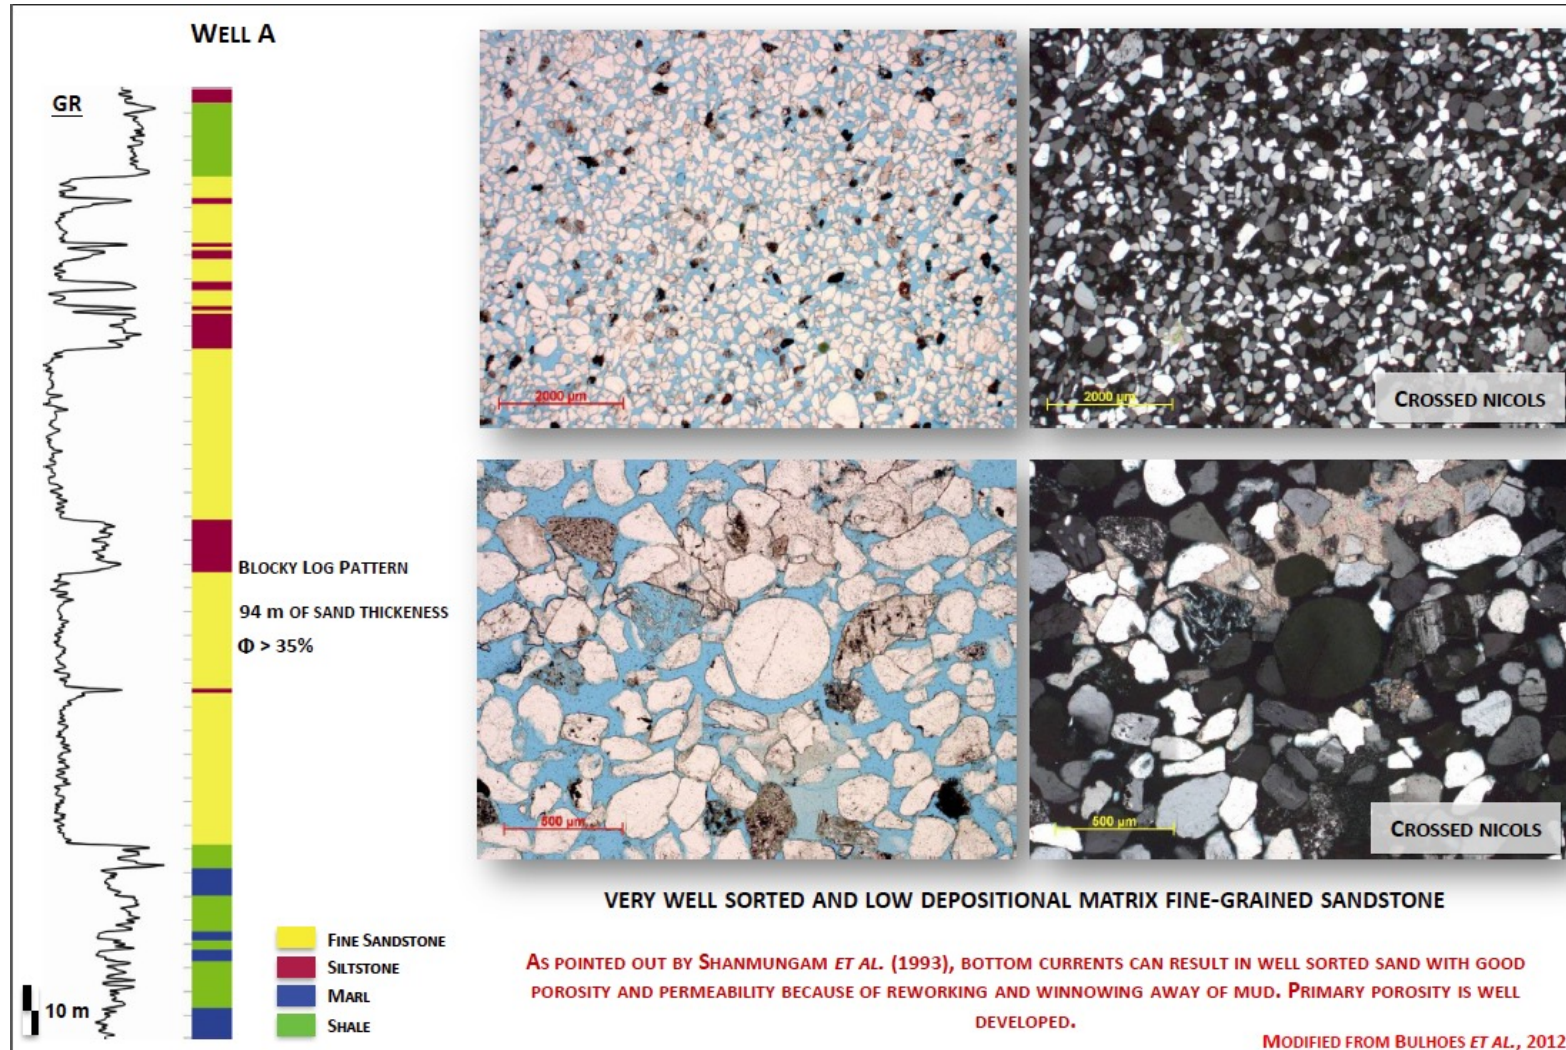 WELL A
GR
BLOCKY LOG PATTERN
94 m OF SAND THICKENESS
Φ > 35%
FINE SANDSTONE
SILTSTONE
MARL
SHALE
10 m
2000 µm
2000 µm
CROSSED NICOLS
500 µm
500 µm
CROSSED NICOLS
VERY WELL SORTED AND LOW DEPOSITIONAL MATRIX FINE-GRAINED SANDSTONE
AS POINTED OUT BY SHANMUNGAM ET AL. (1993), BOTTOM CURRENTS CAN RESULT IN WELL SORTED SAND WITH GOOD
POROSITY AND PERMEABILITY BECAUSE OF REWORKING AND WINNOWING AWAY OF MUD. PRIMARY POROSITY IS WELL
DEVELOPED.
MODIFIED FROM BULHOES ET AL., 2012